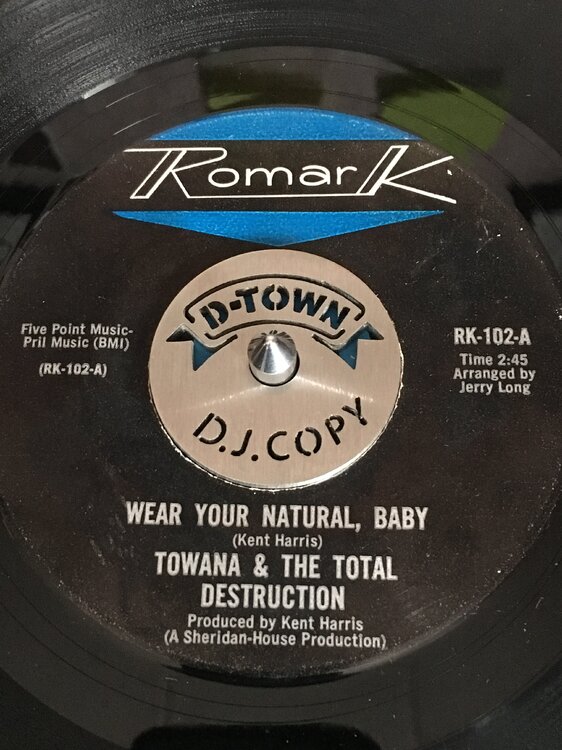 RomarK
D-TOWN
D.J. COPY
Five Point Music-
Pril Music (BMI)
(RK-102-A)
RK-102-A
Time 2:45
Arranged by
Jerry Long
WEAR YOUR NATURAL, BABY
(Kent Harris)
TOWANA & THE TOTAL
DESTRUCTION
Produced by Kent Harris
(A Sheridan-House Production)